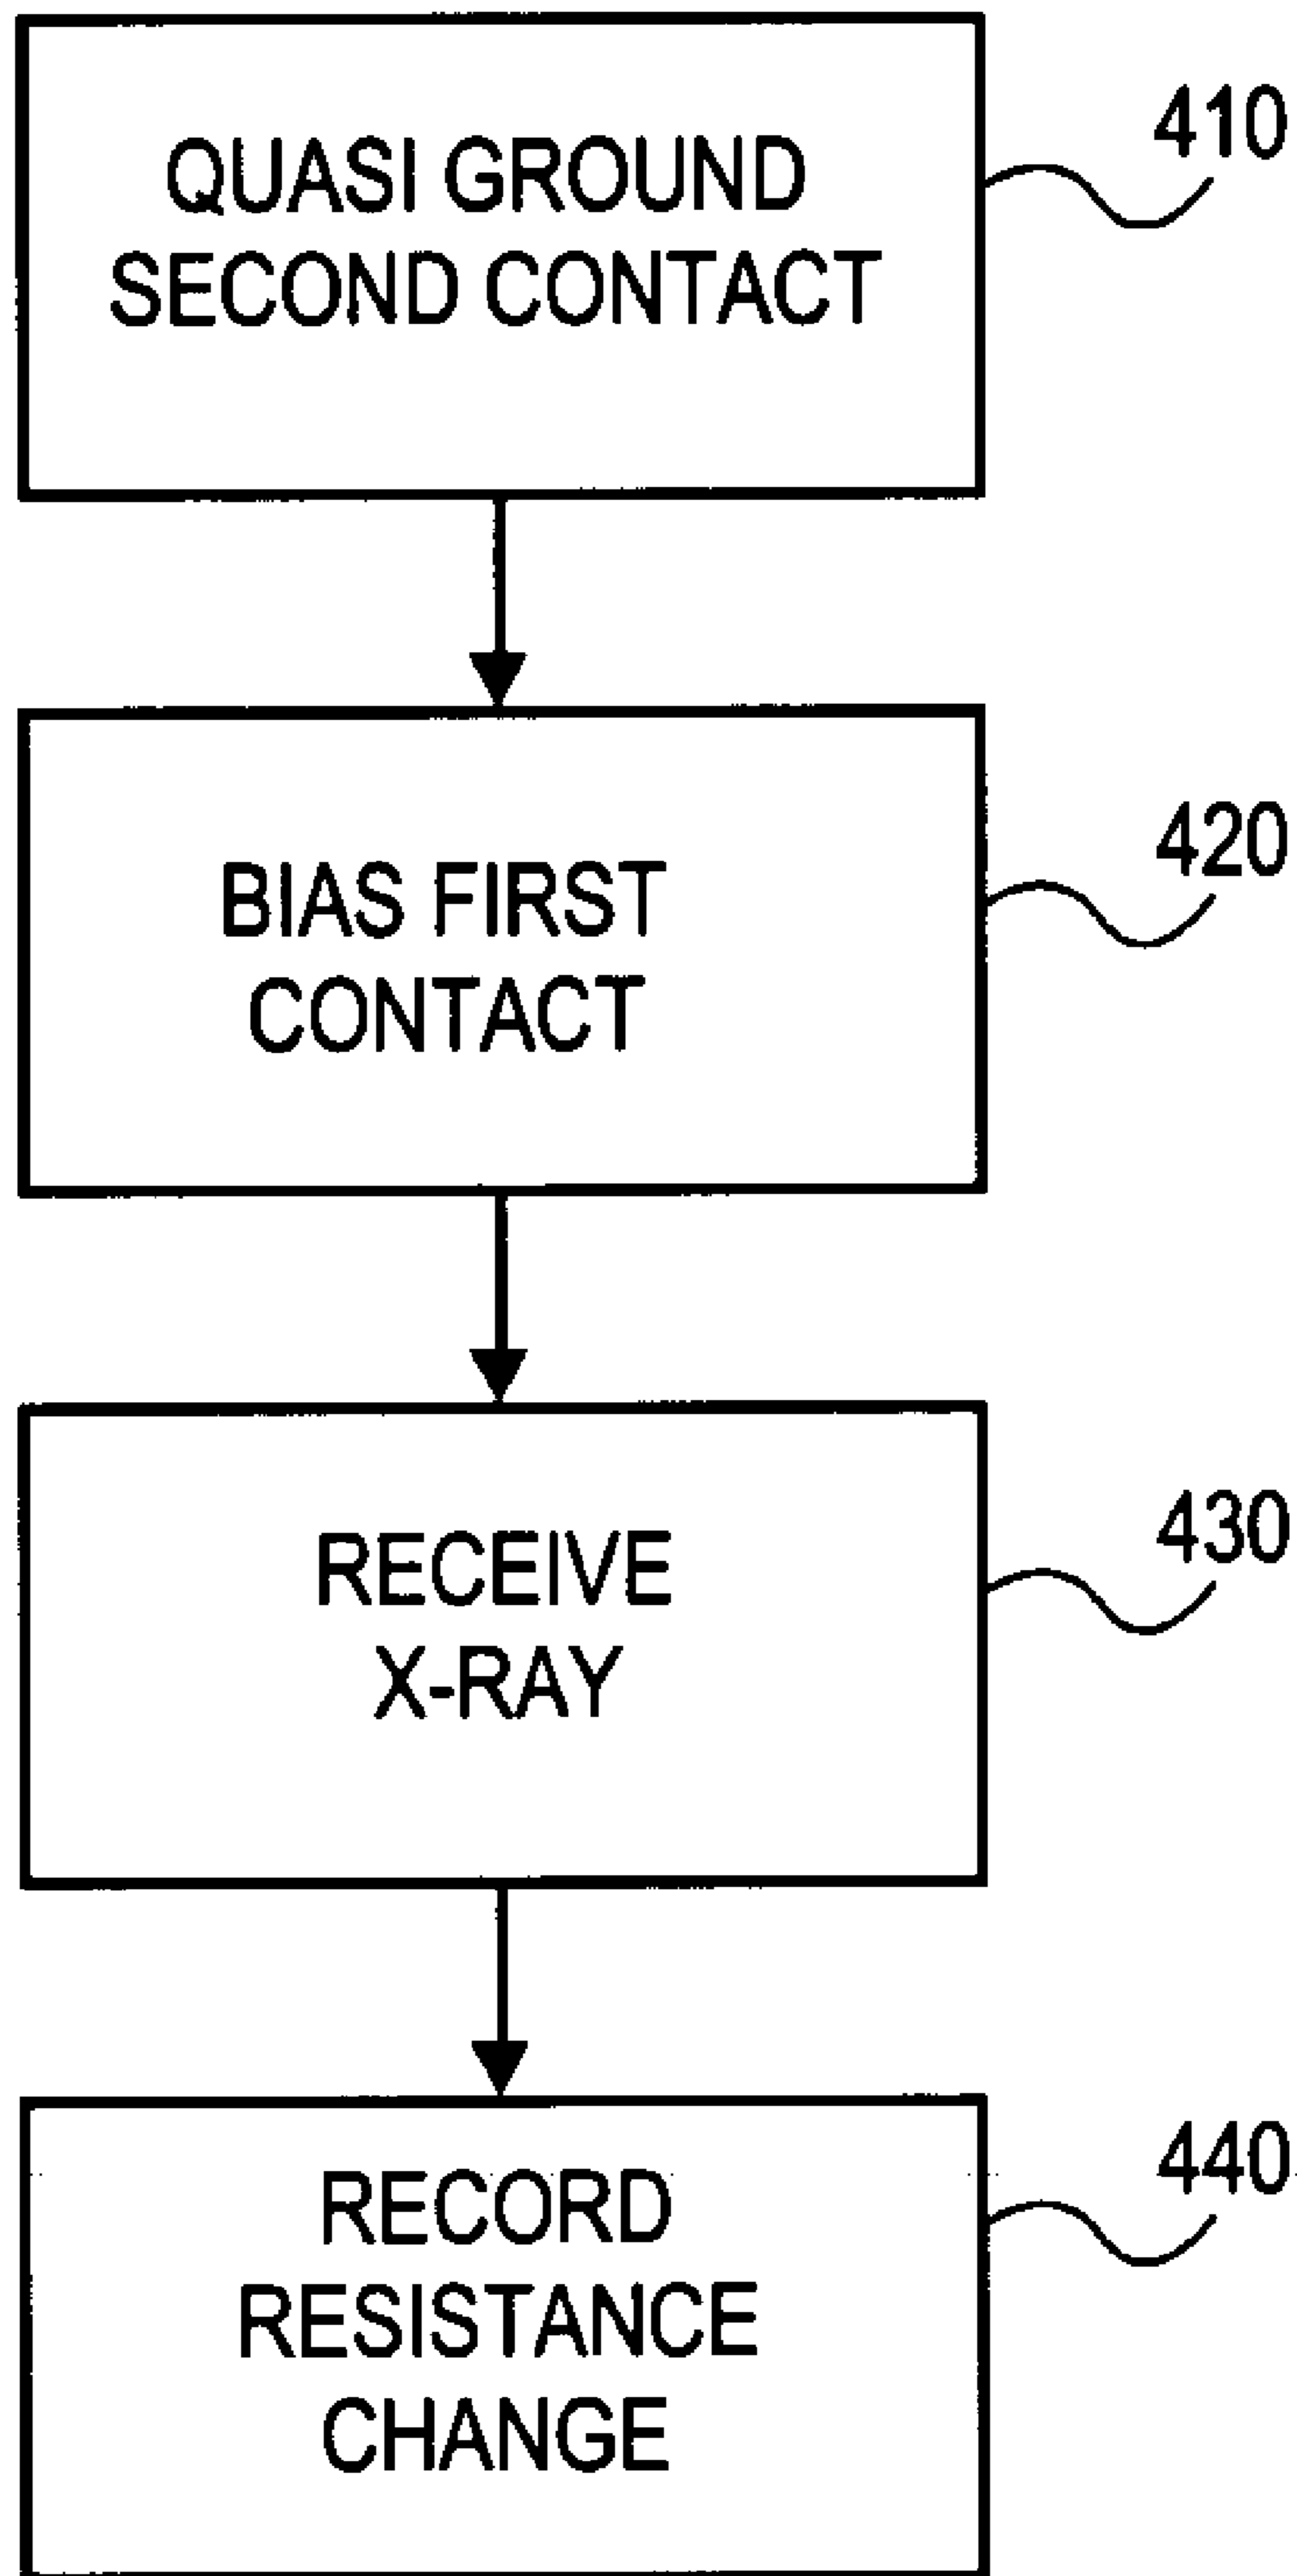 QUASI GROUND
SECOND CONTACT
410
BIAS FIRST
CONTACT
420
RECEIVE
X-RAY
430
RECORD
RESISTANCE
CHANGE
440